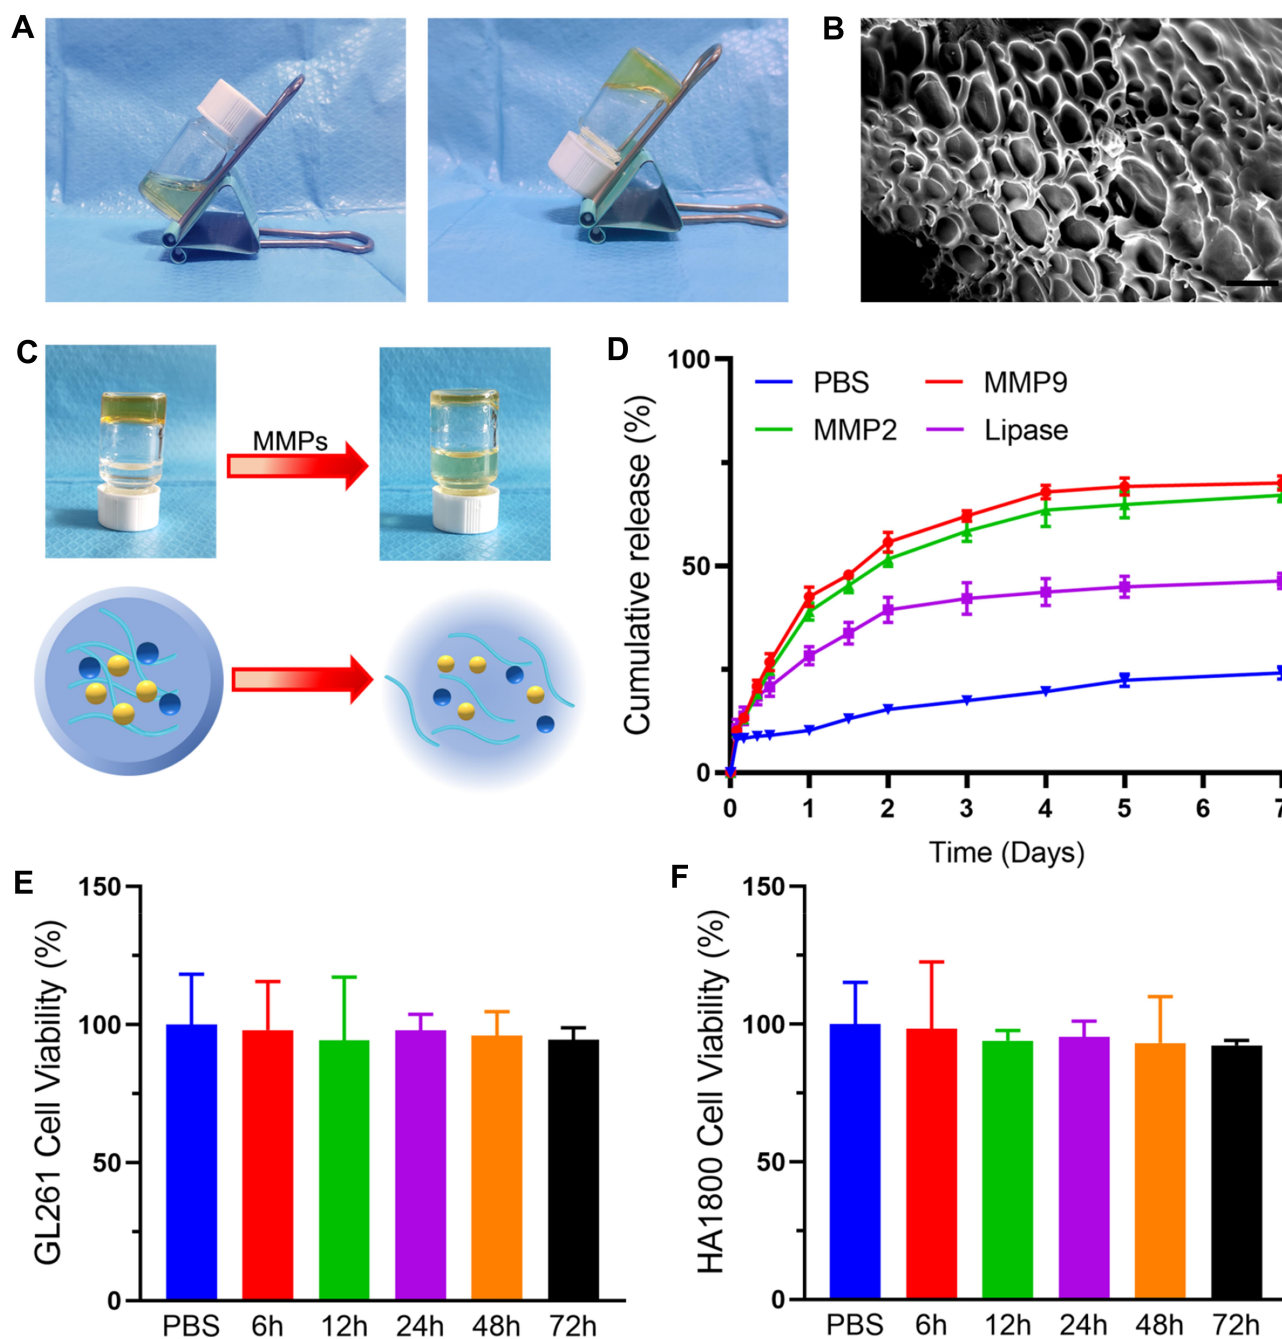 A
B
C
MMPs
D
Cumulative release (%)
100
50
0
PBS
MMP9
MMP2
Lipase
0 1 2 3 4 5 6 7
Time (Days)
E
GL261 Cell Viability (%)
150
100
50
0
PBS 6h 12h 24h 48h 72h
F
HA1800 Cell Viability (%)
150
100
50
0
PBS 6h 12h 24h 48h 72h